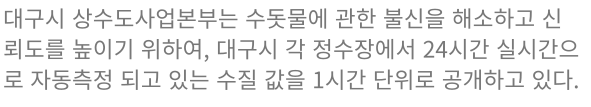 대구시 상수도사업본부는 수돗물에 관한 불신을 해소하고 신
뢰도를 높이기 위하여, 대구시 각 정수장에서 24시간 실시간으
로 자동측정 되고 있는 수질 값을 1시간 단위로 공개하고 있다.